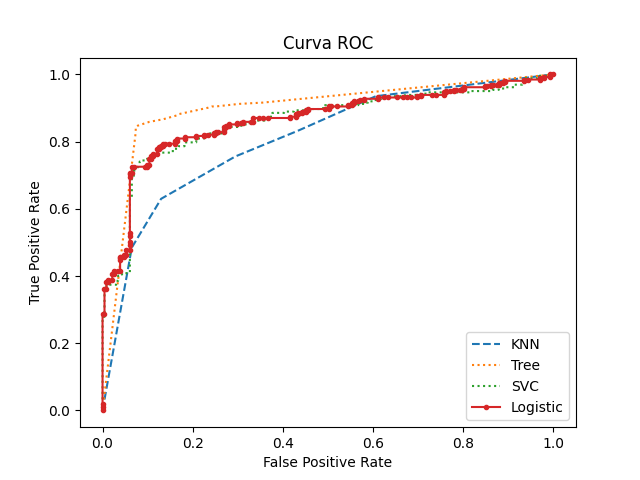 Curva ROC
1.0
0.8
0.6
0.4
0.2
0.0
True Positive Rate
0.0 0.2 0.4 0.6 0.8 1.0
False Positive Rate
KNN
Tree
SVC
Logistic